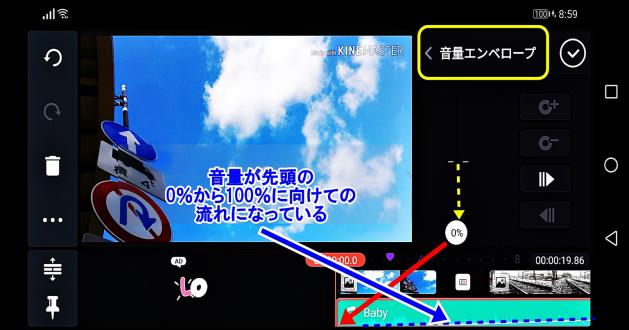 100 8:59
Made with KINEMASTER
音量エンベロープ
音量が先頭の
0%から100%に向けての
流れになっている
0%
AD
00:00:19.86
Baby